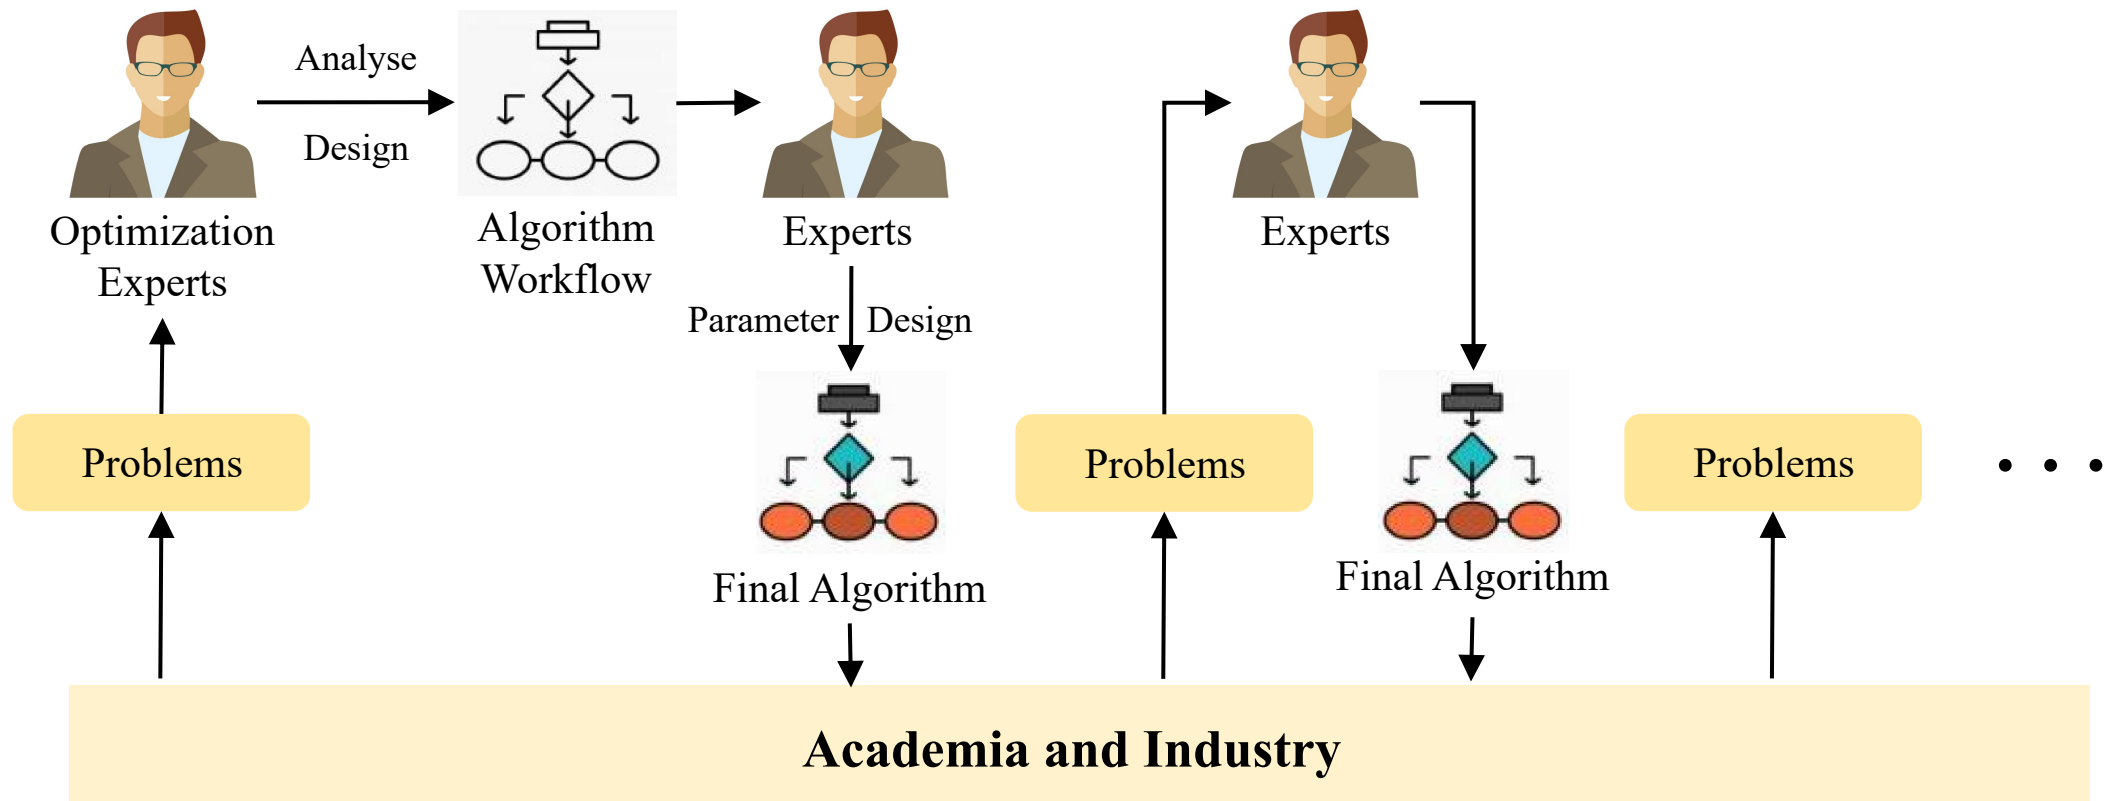 Analyse
Design
Optimization
Experts
Algorithm
Workflow
Experts
Parameter Design
Experts
Problems
Final Algorithm
Problems
Final Algorithm
Problems
. . .
Academia and Industry